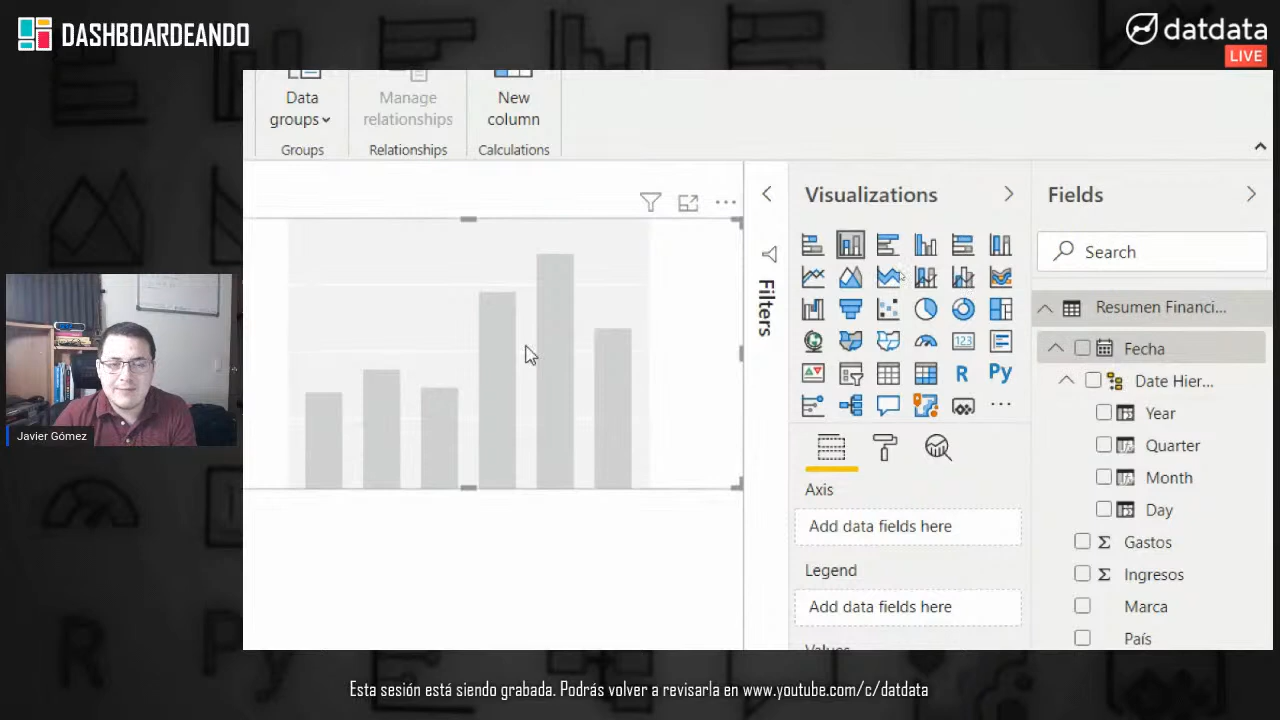 DASHBOARDEANDO
datdata
LIVE
Data
groups
Manage
relationships
New
column
Groups
Relationships
Calculations
Visualizations
Fields
Search
Filters
Resumen Financi...
Fecha
Date Hier...
Year
Quarter
Month
Day
Gastos
Ingresos
Marca
País
123
R
Py
Axis
Add data fields here
Legend
Add data fields here
Values
Javier Gómez
Esta sesión está siendo grabada. Podrás volver a revisarla en www.youtube.com/c/datdata